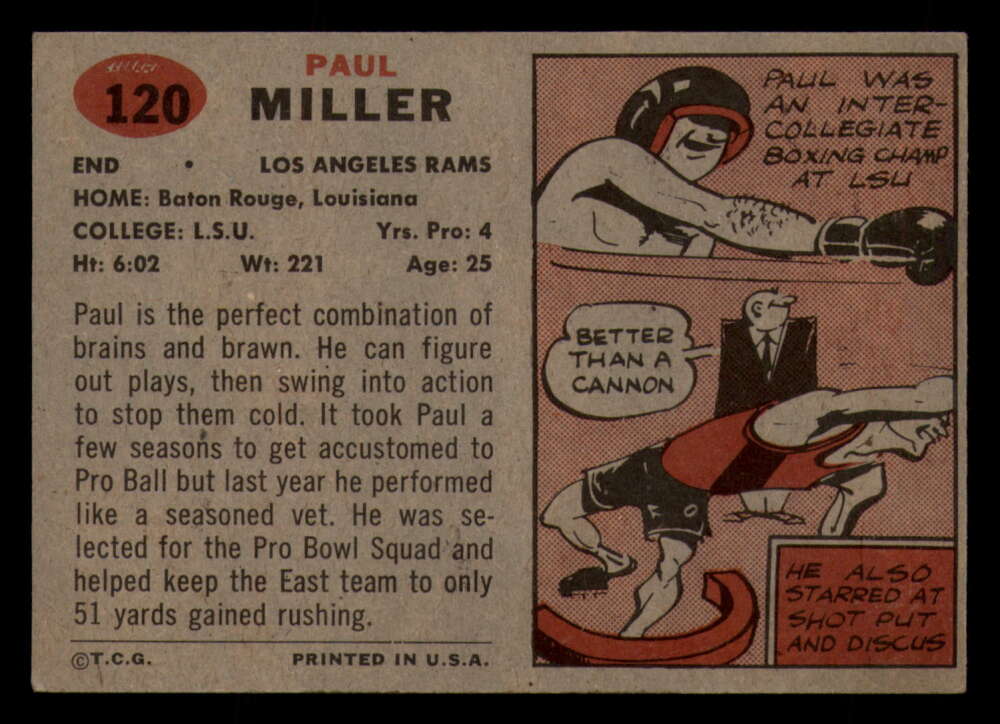 120
PAUL
MILLER
END • LOS ANGELES RAMS
HOME: Baton Rouge, Louisiana
COLLEGE: L.S.U. Yrs. Pro: 4
Ht: 6:02 Wt: 221 Age: 25
Paul is the perfect combination of
brains and brawn. He can figure
out plays, then swing into action
to stop them cold. It took Paul a
few seasons to get accustomed to
Pro Ball but last year he performed
like a seasoned vet. He was se-
lected for the Pro Bowl Squad and
helped keep the East team to only
51 yards gained rushing.
©T.C.G. PRINTED IN U.S.A.
PAUL WAS
AN INTER-
COLLEGIATE
BOXING CHAMP
AT LSU
BETTER
THAN A
CANNON
HE ALSO
STARRED AT
SHOT PUT
AND DISCUS